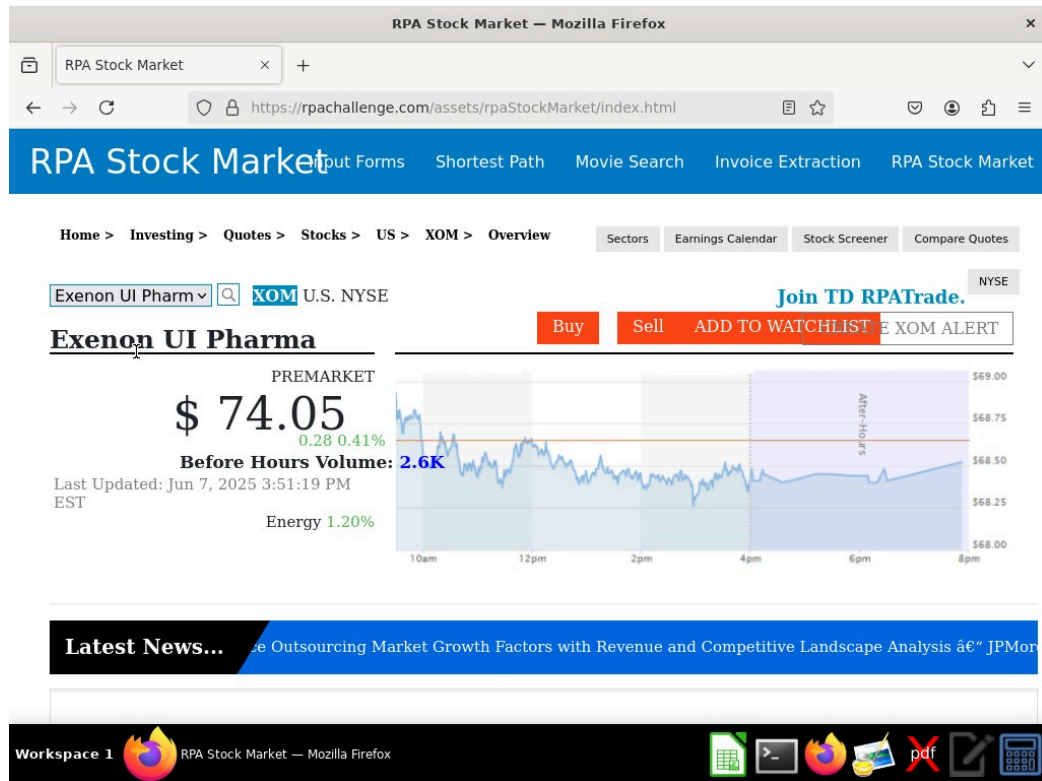 RPA Stock Market — Mozilla Firefox
RPA Stock Market
https://rpachallenge.com/assets/rpaStockMarket/index.html
RPA Stock Market Input Forms Shortest Path Movie Search Invoice Extraction RPA Stock Market
Home > Investing > Quotes > Stocks > US > XOM > Overview
Sectors Earnings Calendar Stock Screener Compare Quotes
NYSE
Exenon UI Pharm XOM U.S. NYSE
Join TD RPATrade.
Buy Sell ADD TO WATCHLIST XOM ALERT
Exenon UI Pharma
PREMARKET
$ 74.05
0.28 0.41%
Before Hours Volume: 2.6K
Last Updated: Jun 7, 2025 3:51:19 PM
EST
Energy 1.20%
After-Hours
$69.00
$68.75
$68.50
$68.25
$68.00
10am 12pm 2pm 4pm 6pm 8pm
Latest News... e Outsourcing Market Growth Factors with Revenue and Competitive Landscape Analysis â€“ JPMor
Workspace 1 RPA Stock Market — Mozilla Firefox
pdf